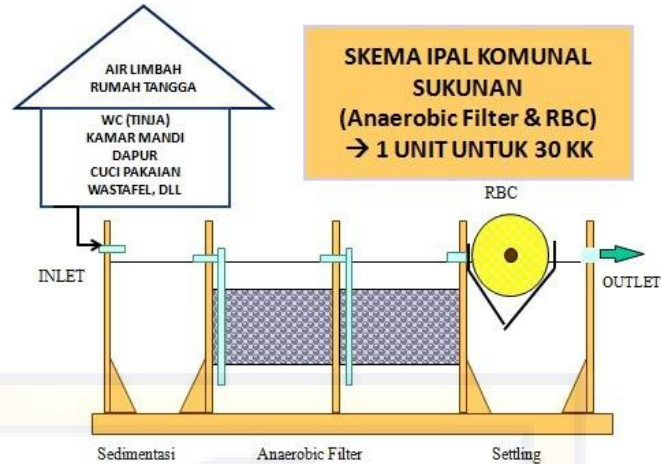 AIR LIMBAH
RUMAH TANGGA
WC (TINJA)
KAMAR MANDI
DAPUR
CUCI PAKAIAN
WASTAFEL, DLL
SKEMA IPAL KOMUNAL
SUKUNAN
(Anaerobic Filter & RBC)
→ 1 UNIT UNTUK 30 KK
RBC
INLET
OUTLET
Sedimentasi
Anaerobic Filter
Settling